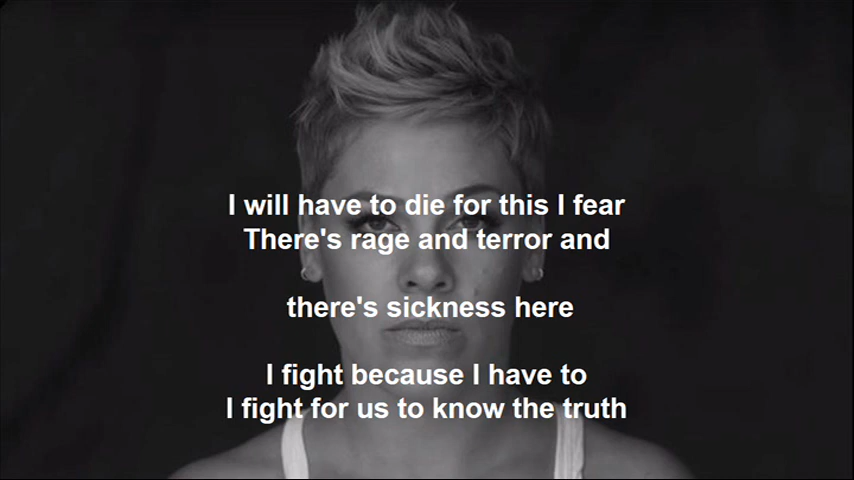 I will have to die for this I fear
There's rage and terror and
there's sickness here
I fight because I have to
I fight for us to know the truth